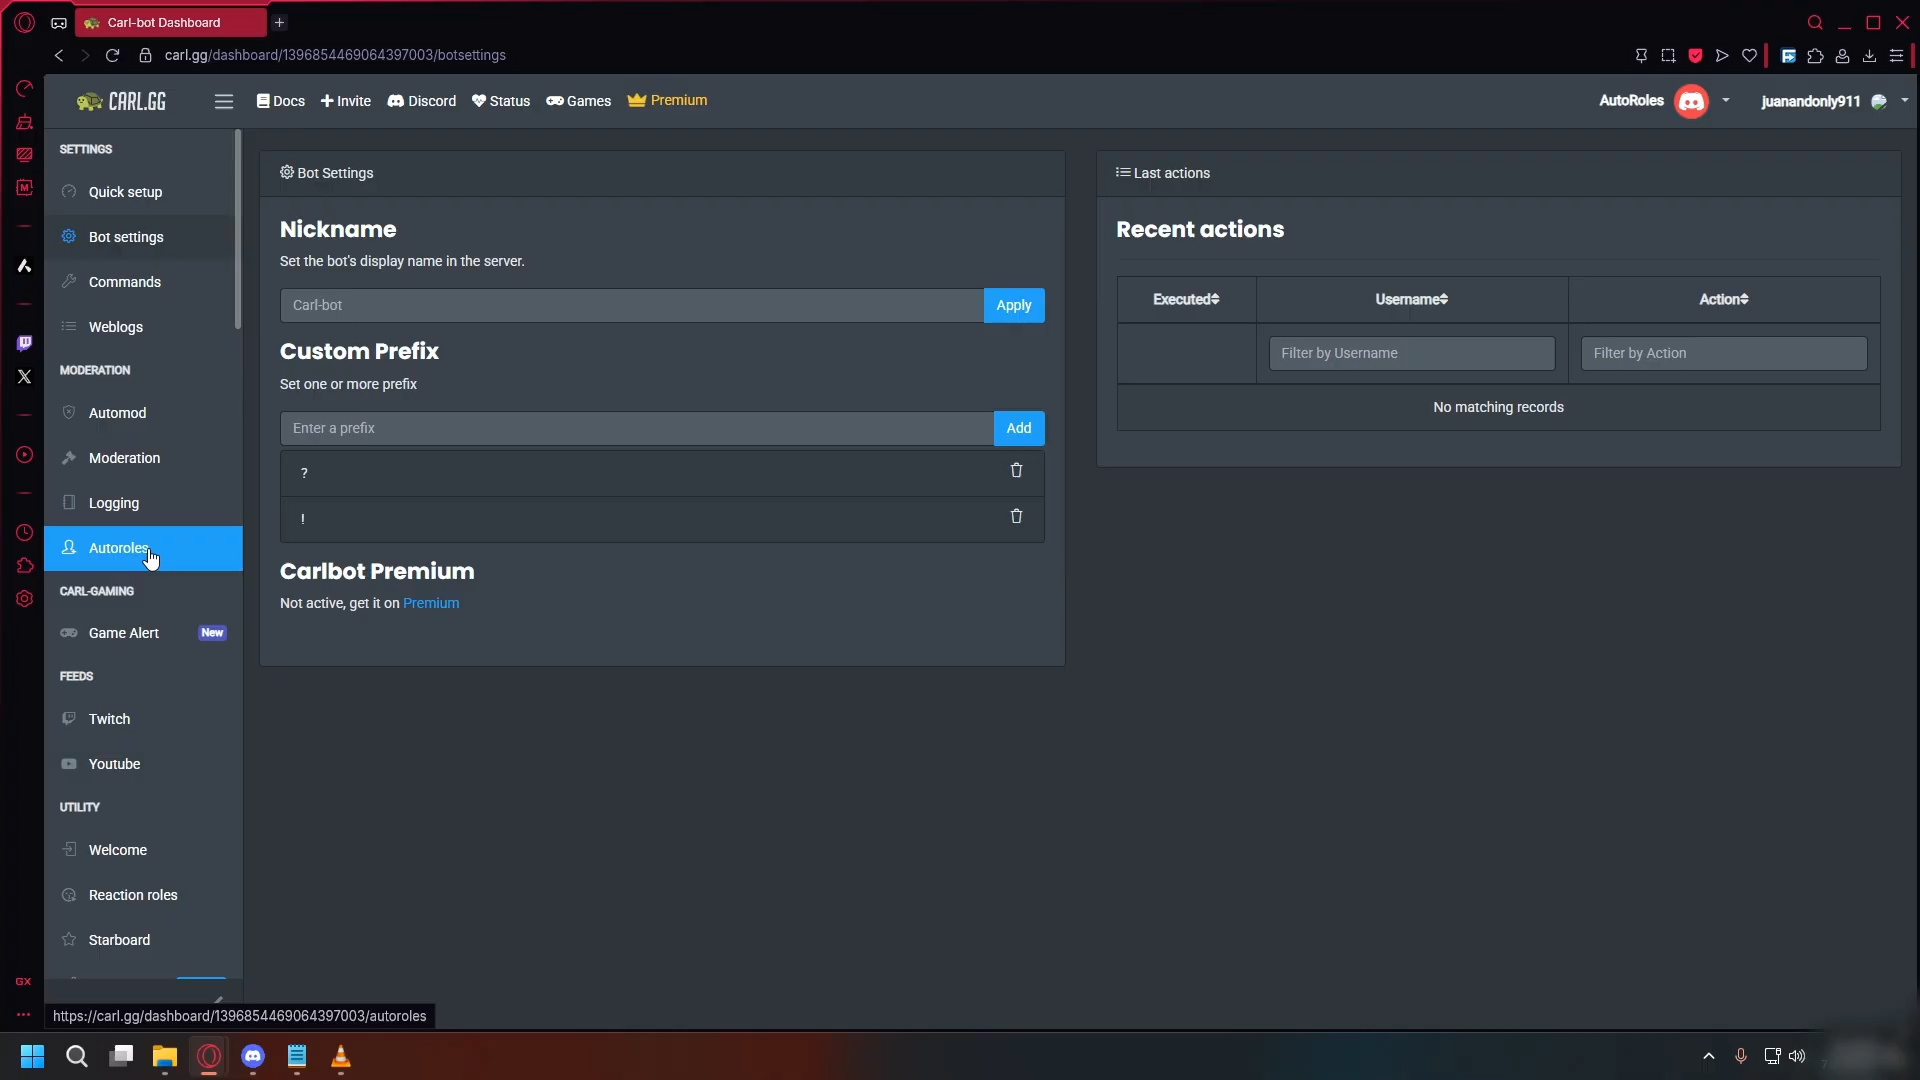 Carl-bot Dashboard
carl.gg/dashboard/1396854469064397003/botsettings
CARL.GG
Docs
Invite
Discord
Status
Games
Premium
AutoRoles
juanandonly911
SETTINGS
Quick setup
Bot settings
Commands
Weblogs
MODERATION
Automod
Moderation
Logging
Autoroles
CARL-GAMING
Game Alert
New
FEEDS
Twitch
Youtube
UTILITY
Welcome
Reaction roles
Starboard
Bot Settings
Nickname
Set the bot's display name in the server.
Carl-bot
Apply
Custom Prefix
Set one or more prefix
Enter a prefix
Add
?
!
Carlbot Premium
Not active, get it on Premium
Last actions
Recent actions
Executed
Username
Action
Filter by Username
Filter by Action
No matching records
GX
https://carl.gg/dashboard/1396854469064397003/autoroles